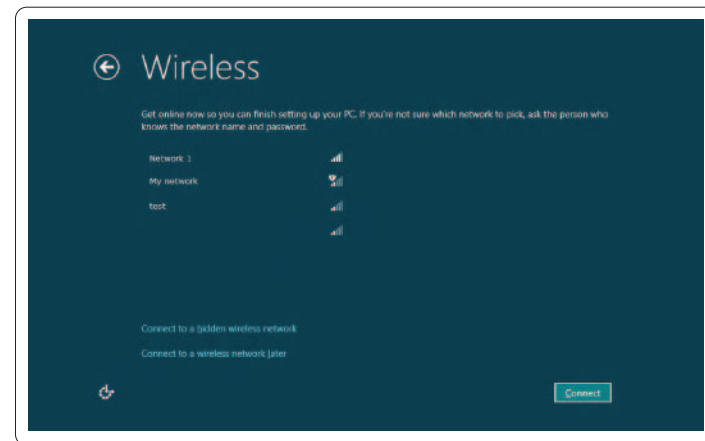 Wireless
Get online now so you can finish setting up your PC. If you're not sure which network to pick, ask the person who
knows the network name and password.
Network 1
My network
test
Connect to a hidden wireless network
Connect to a wireless network later
Connect